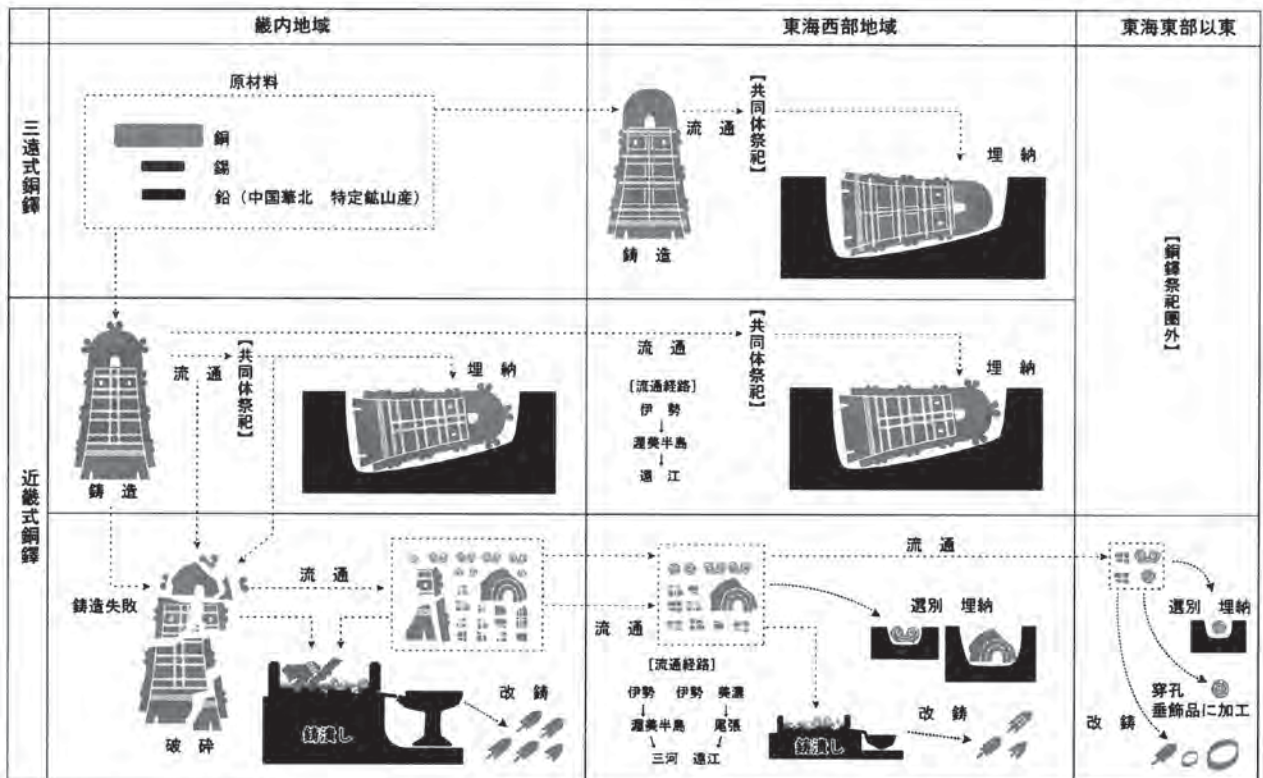 畿内地域
東海西部地域
東海東部以東
三遠式銅鐸
原材料
銅
錫
鉛（中国華北　特定鉱山産）
鋳造
流通
【共同体祭祀】
埋納
【銅鐸祭祀圏外】
近畿式銅鐸
鋳造
流通
【共同体祭祀】
埋納
流通
［流通経路］
伊勢
渥美半島
遠江
【共同体祭祀】
埋納
鋳造失敗
破砕
流通
鋳潰し
改鋳
流通
［流通経路］
伊勢　伊勢　美濃
渥美半島　尾張
三河　遠江
選別　埋納
鋳潰し
改鋳
流通
選別　埋納
穿孔
垂飾品に加工
改鋳